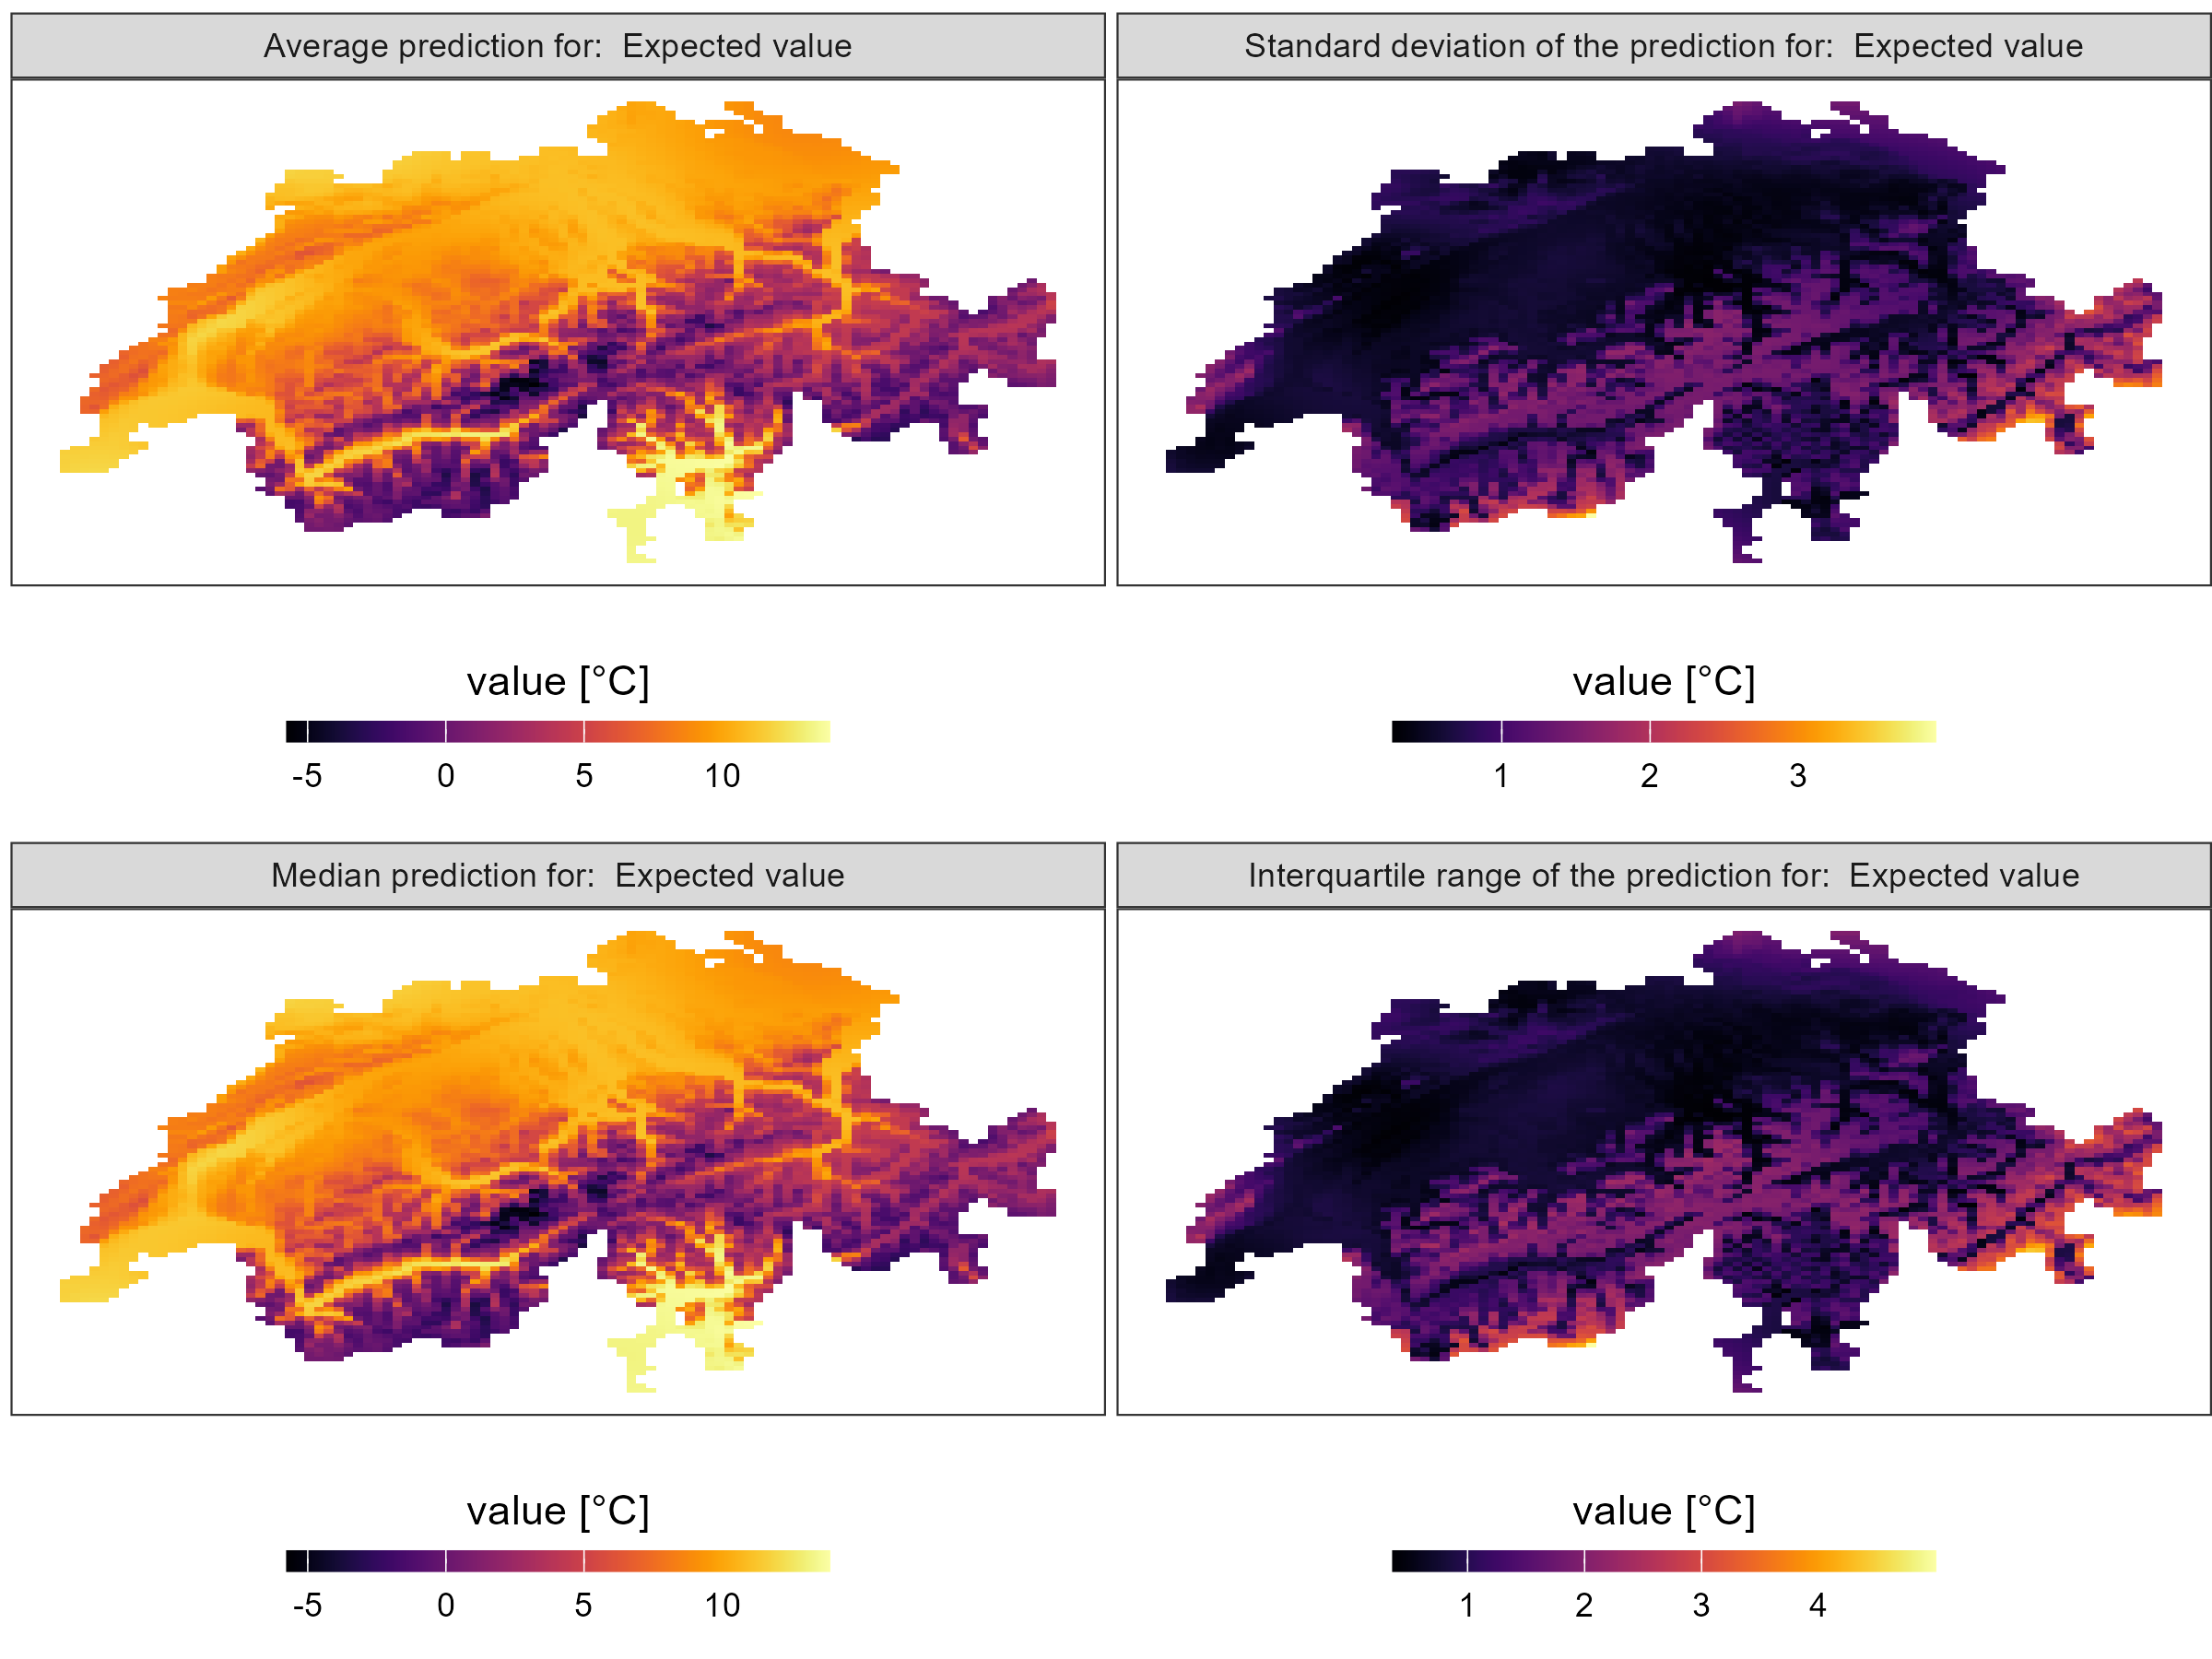 Average prediction for:  Expected value
Standard deviation of the prediction for:  Expected value
value [°C]
-5 0 5 10
value [°C]
1 2 3
Median prediction for:  Expected value
Interquartile range of the prediction for:  Expected value
value [°C]
-5 0 5 10
value [°C]
1 2 3 4